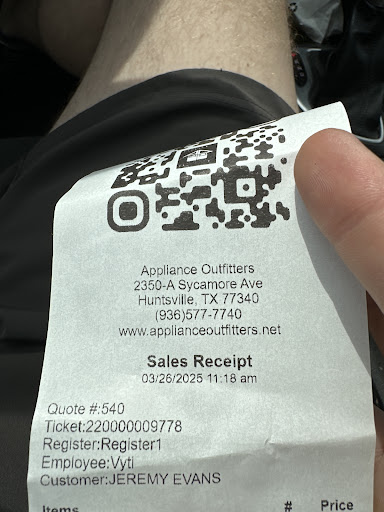 Appliance Outfitters
2350-A Sycamore Ave
Huntsville, TX 77340
(936)577-7740
www.applianceoutfitters.net
Sales Receipt
03/26/2025 11:18 am
Quote #:540
Ticket:220000009778
Register:Register1
Employee:Vyti
Customer:JEREMY EVANS
Items # Price